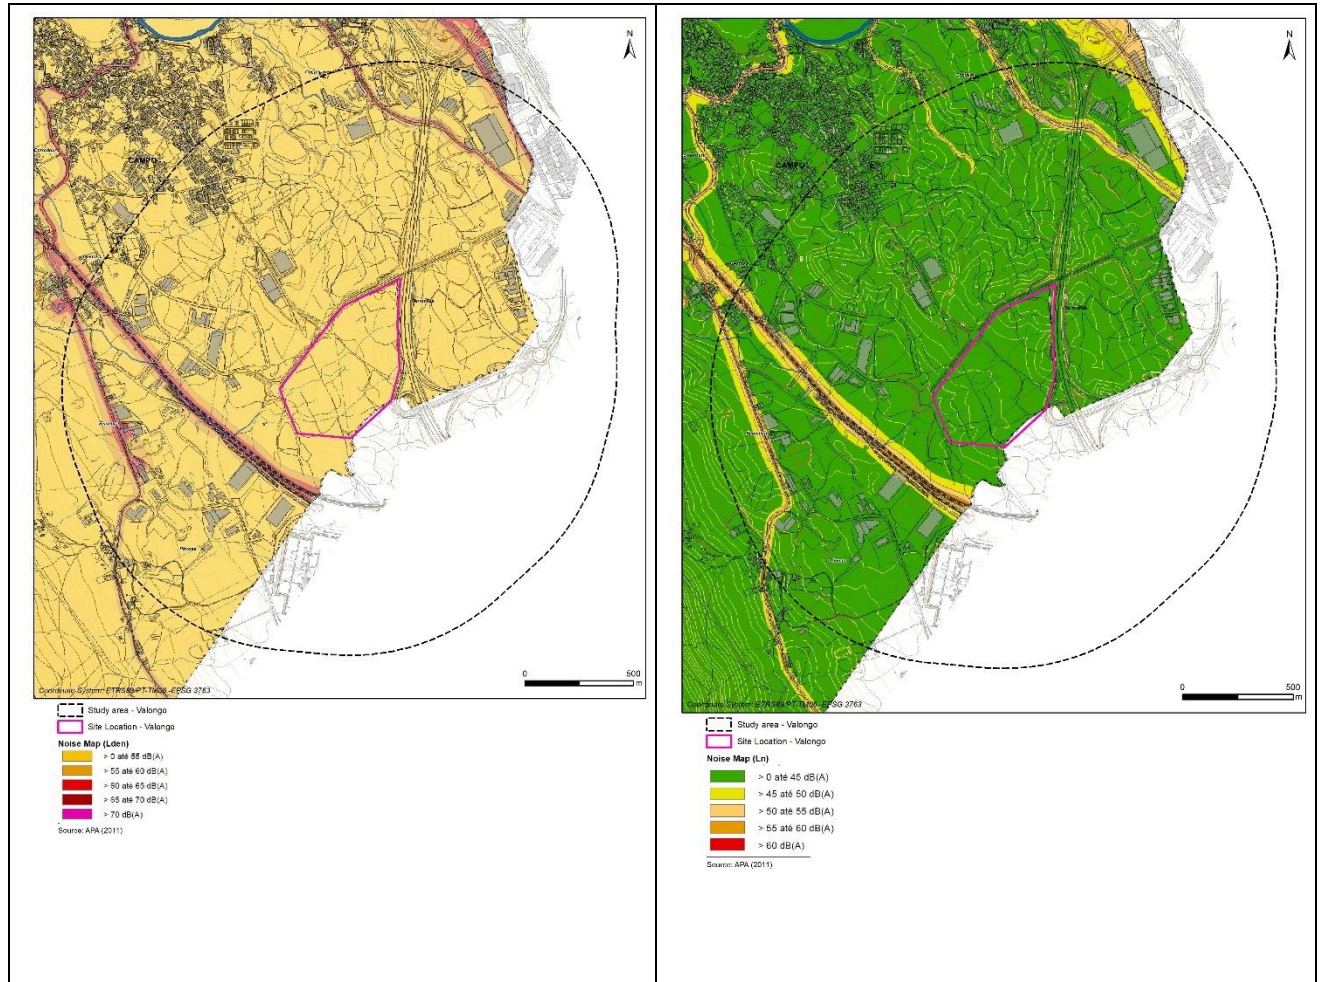 N
CAMPO
0 500
m
Coordinate System: ETRS89/PT-TM06 -EPSG 3763
Study area - Valongo
Site Location - Valongo
Noise Map (Lden)
> 0 até 55 dB(A)
> 55 até 60 dB(A)
> 60 até 65 dB(A)
> 65 até 70 dB(A)
> 70 dB(A)
Source: APA (2011)
N
CAMPO
0 500
m
Coordinate System: ETRS89/PT-TM06 -EPSG 3763
Study area - Valongo
Site Location - Valongo
Noise Map (Ln)
> 0 até 45 dB(A)
> 45 até 50 dB(A)
> 50 até 55 dB(A)
> 55 até 60 dB(A)
> 60 dB(A)
Source: APA (2011)